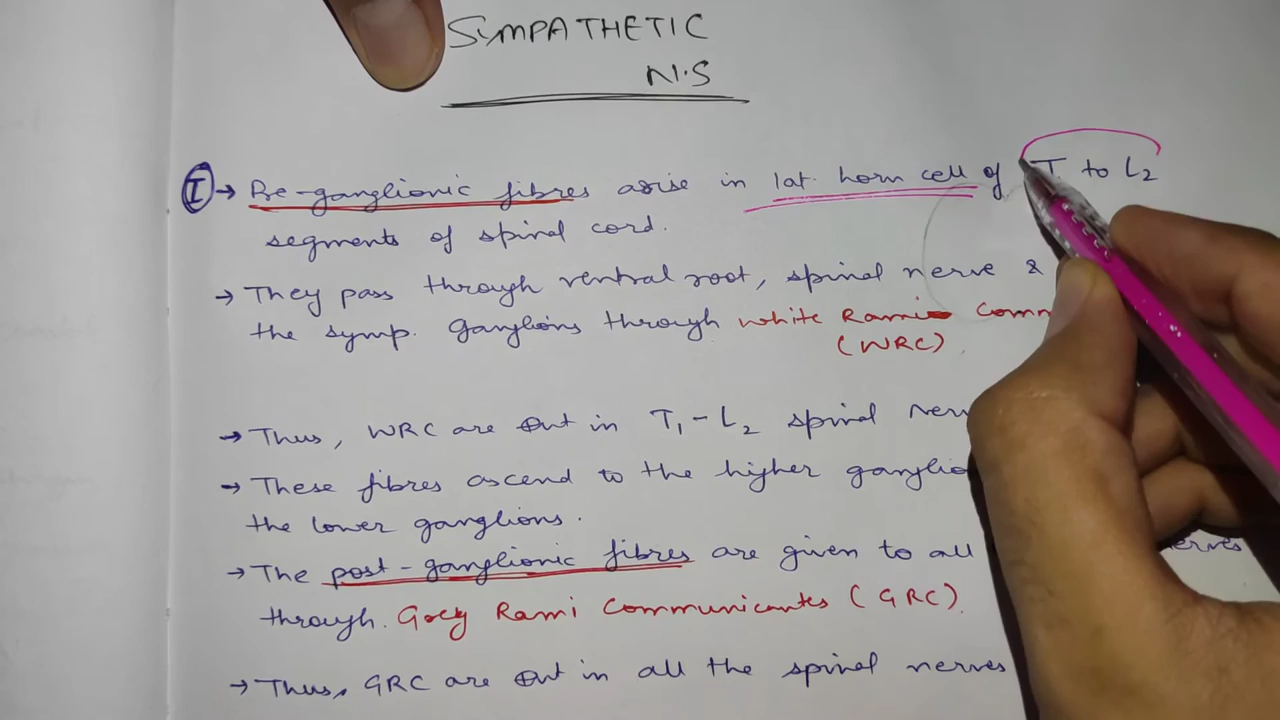 SYMPATHETIC
N.S
I → Pre-ganglionic fibres arise in lat. horn cell of T to L2
segments of spinal cord.
→ They pass through ventral root, spinal nerve &
the symp. Ganglions through white Rami Comm
(WRC).
→ Thus, WRC are out in T1 - L2 spinal ner
→ These fibres ascend to the higher ganglio
the lower ganglions.
→ The post-ganglionic fibres are given to all nerves
through. Grey Rami Communicantes (GRC).
→ Thus, GRC are out in all the spinal nerves